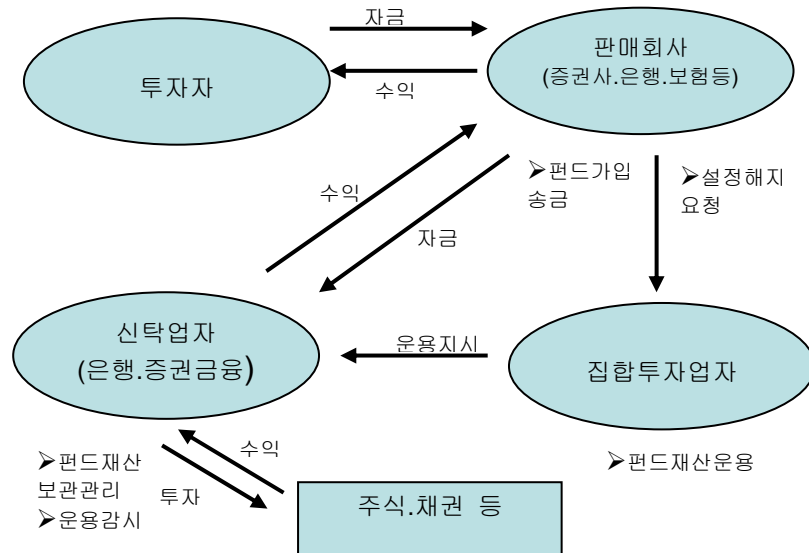 자금
투자자
수익
판매회사
(증권사.은행.보험등)
수익
자금
➢펀드가입
송금
➢설정해지
요청
신탁업자
(은행.증권금융)
운용지시
집합투자업자
➢펀드재산
보관관리
➢운용감시
수익
투자
➢펀드재산운용
주식.채권 등